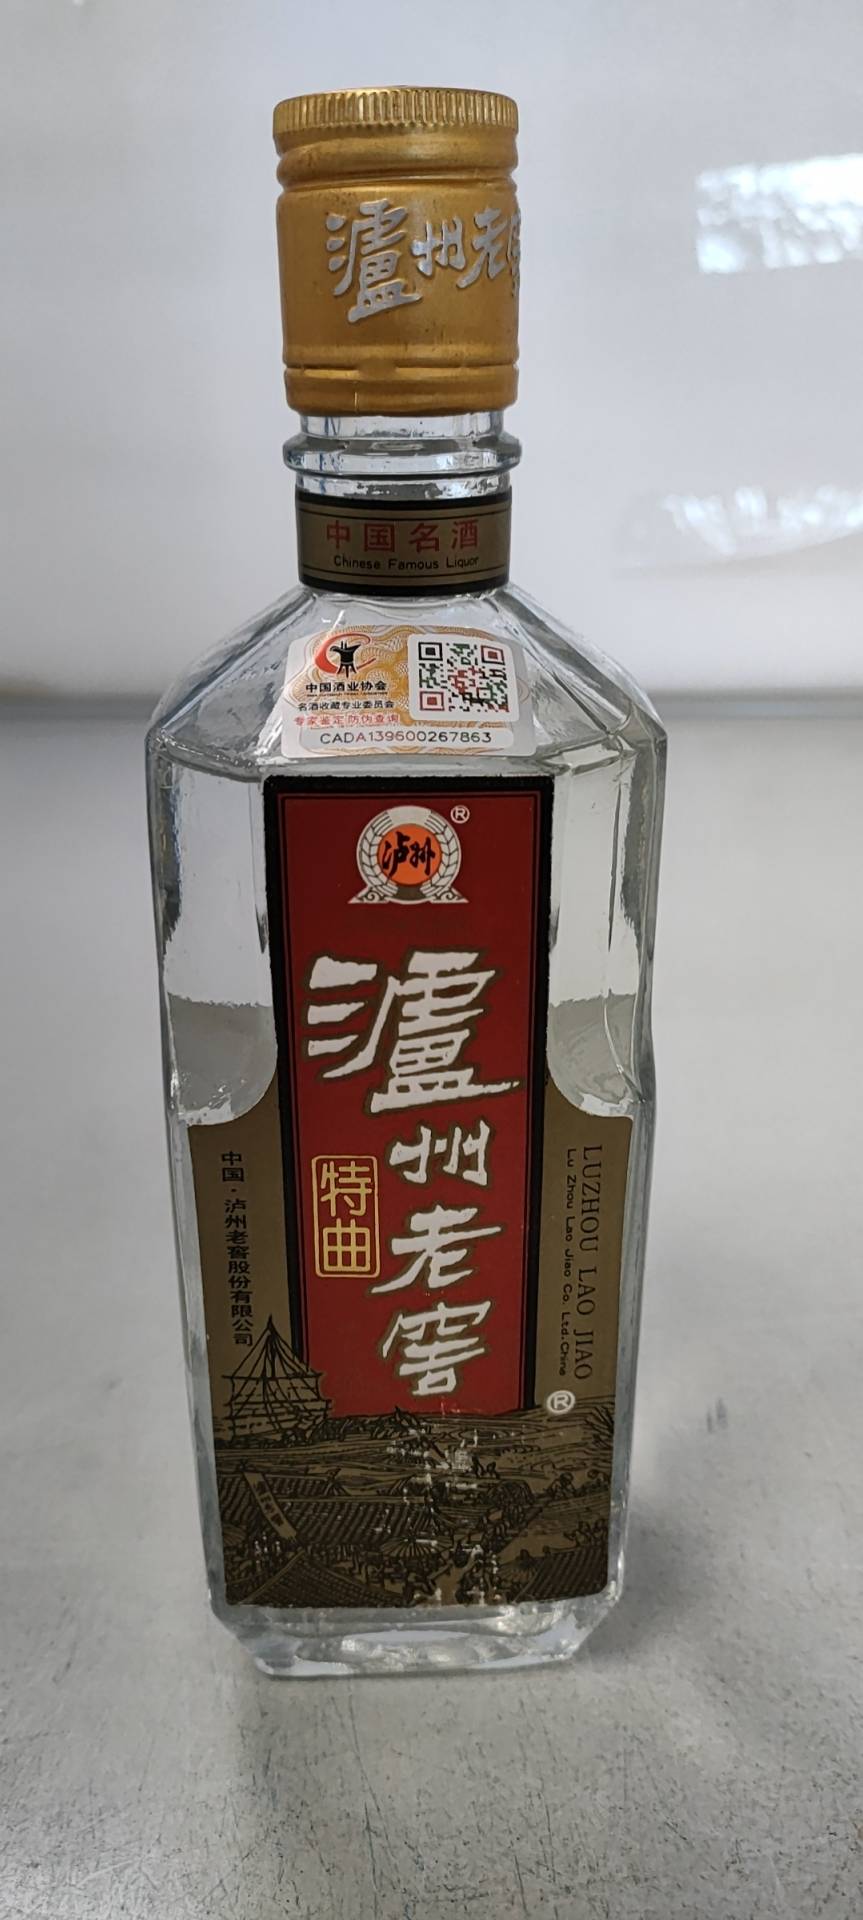 瀘州老窖
中国名酒
Chinese Famous Liquor
中国酒业协会
名酒收藏专业委员会
专家鉴定 防伪查询
CADA139600267863
泸州
®
瀘州老窖
特曲
中国·泸州老窖股份有限公司
LUZHOU LAO JIAO
Lu Zhou Lao Jiao Co. Ltd. China
®